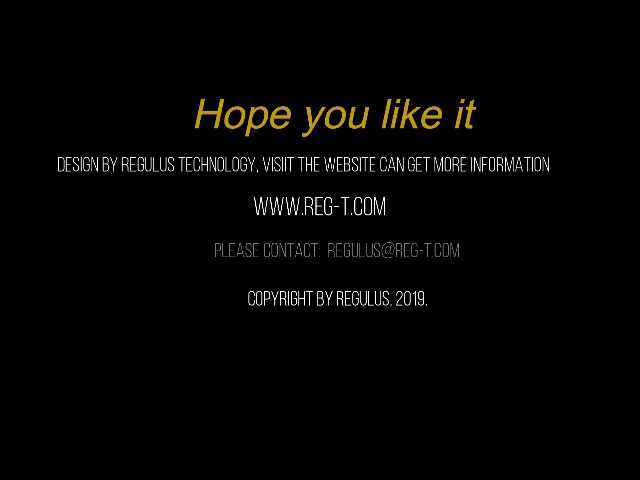 Hope you like it
DESIGN BY REGULUS TECHNOLOGY, VISIIT THE WEBSITE CAN GET MORE INFORMATION
WWW.REG-T.COM
PLEASE CONTACT: REGULUS@REG-T.COM
COPYRIGHT BY REGULUS. 2019.